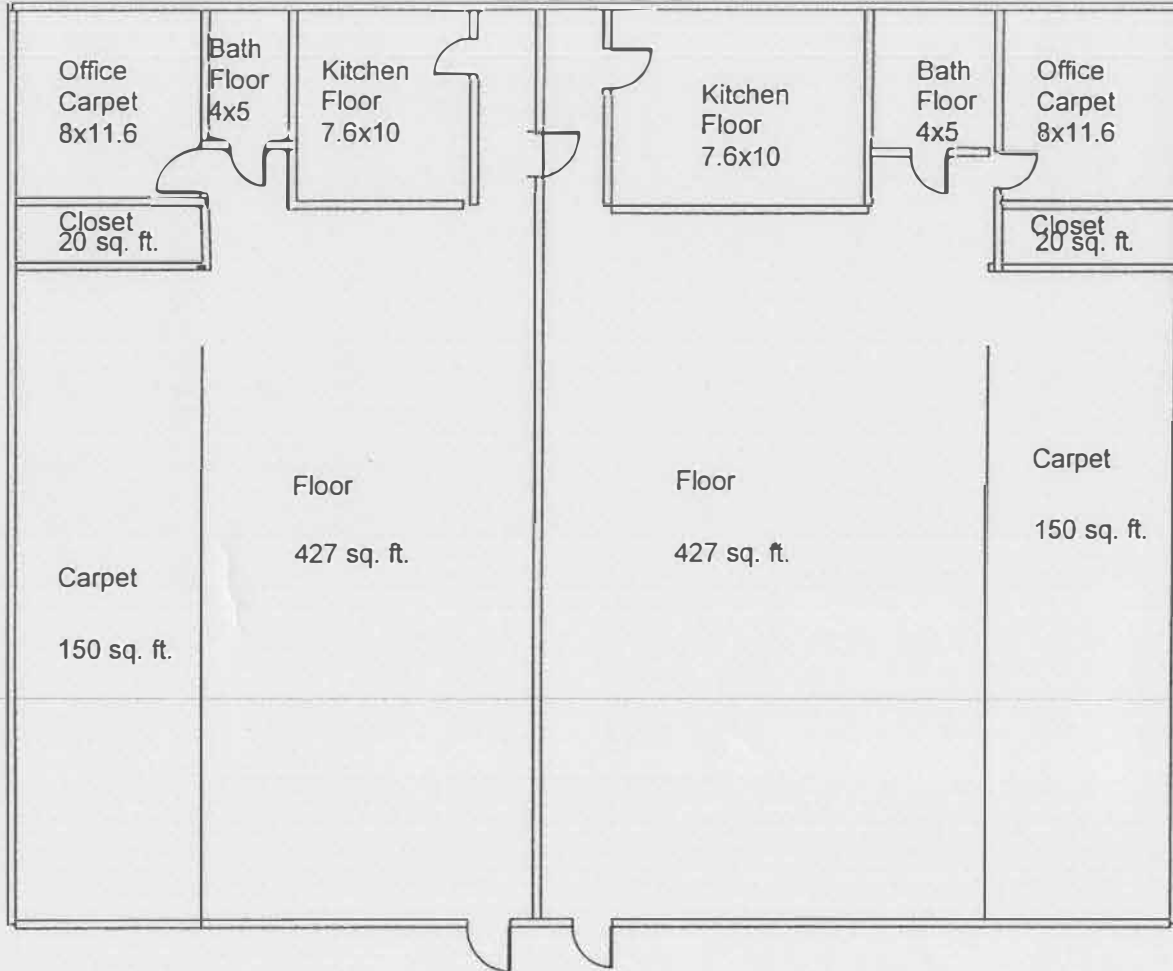 Office
Carpet
8x11.6
Bath
Floor
4x5
Kitchen
Floor
7.6x10
Kitchen
Floor
7.6x10
Bath
Floor
4x5
Office
Carpet
8x11.6
Closet
20 sq. ft.
Closet
20 sq. ft.
Floor
427 sq. ft.
Floor
427 sq. ft.
Carpet
150 sq. ft.
Carpet
150 sq. ft.